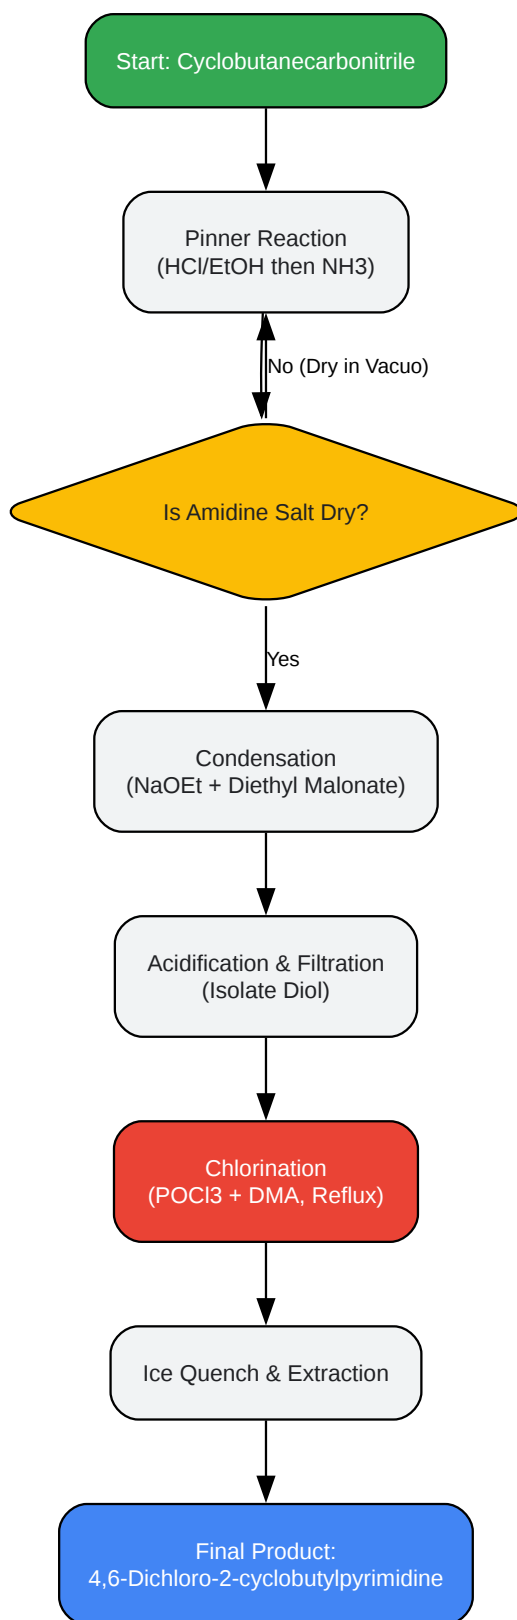 Start: Cyclobutanecarbonitrile
Pinner Reaction
(HCl/EtOH then NH3)
No (Dry in Vacuo)
Is Amidine Salt Dry?
Yes
Condensation
(NaOEt + Diethyl Malonate)
Acidification & Filtration
(Isolate Diol)
Chlorination
(POCl3 + DMA, Reflux)
Ice Quench & Extraction
Final Product:
4,6-Dichloro-2-cyclobutylpyrimidine